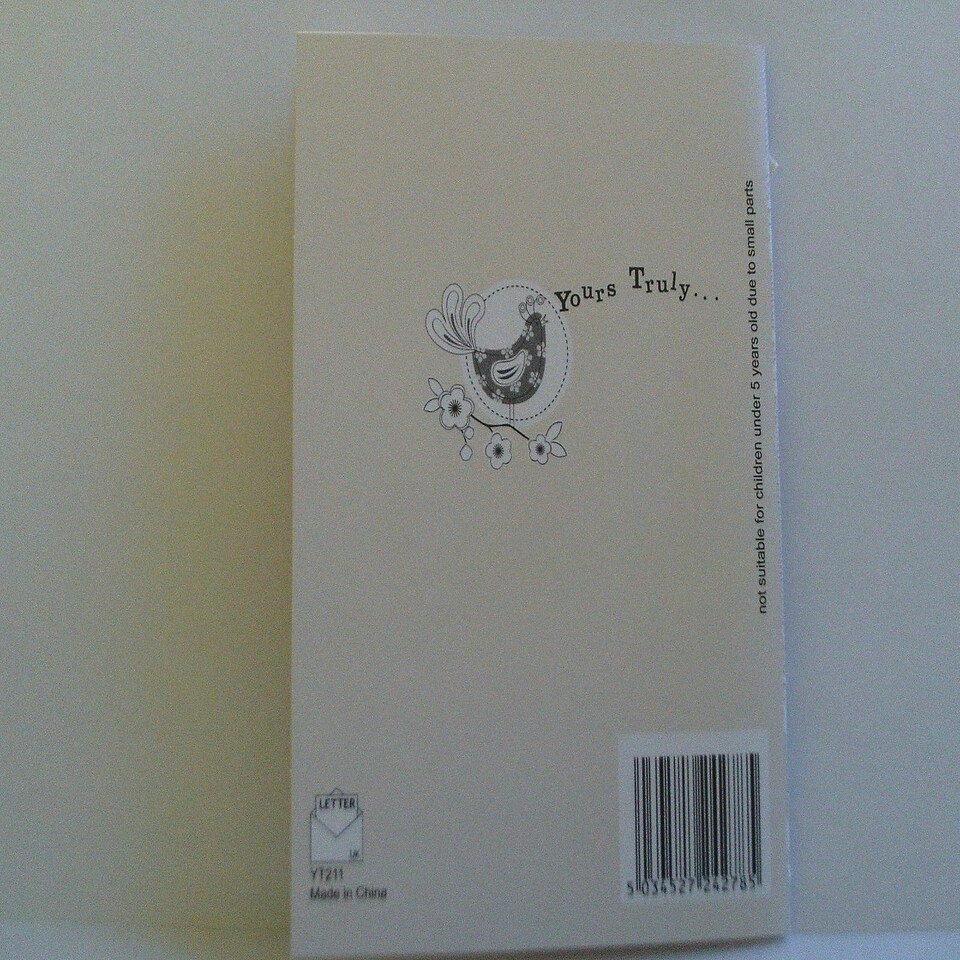 Yours Truly...
not suitable for children under 5 years old due to small parts
LETTER
UK
YT211
Made in China
5 034527 242785